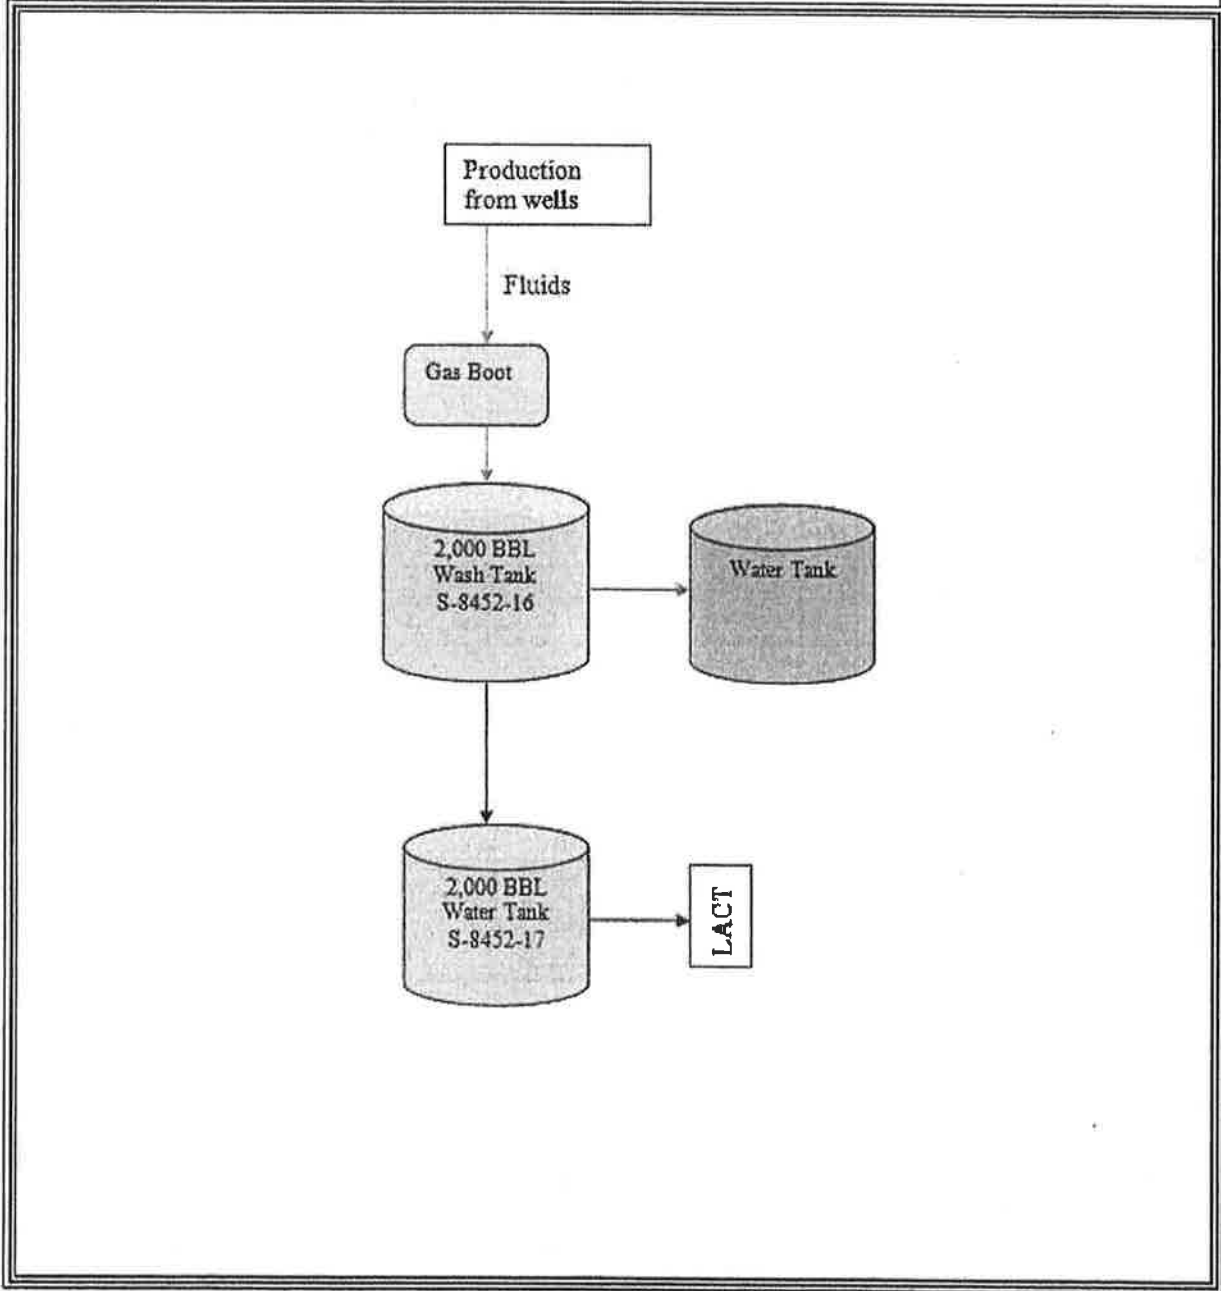 Production
from wells
Fluids
Gas Boot
2,000 BBL
Wash Tank
S-8452-16
Water Tank
2,000 BBL
Water Tank
S-8452-17
LACT